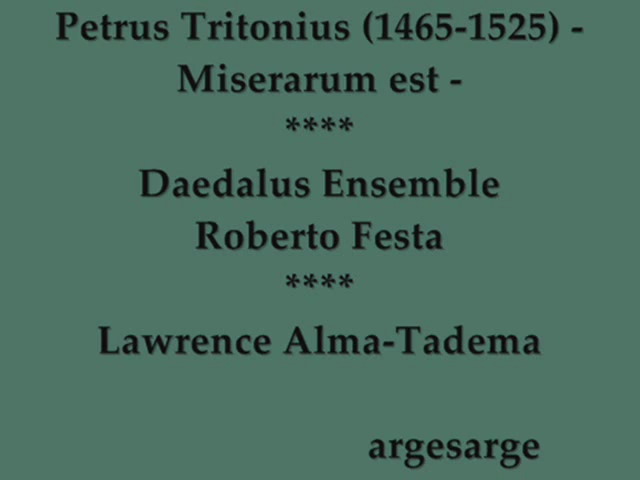 Petrus Tritonius (1465-1525) -
Miserarum est -
****
Daedalus Ensemble
Roberto Festa
****
Lawrence Alma-Tadema
argesarge